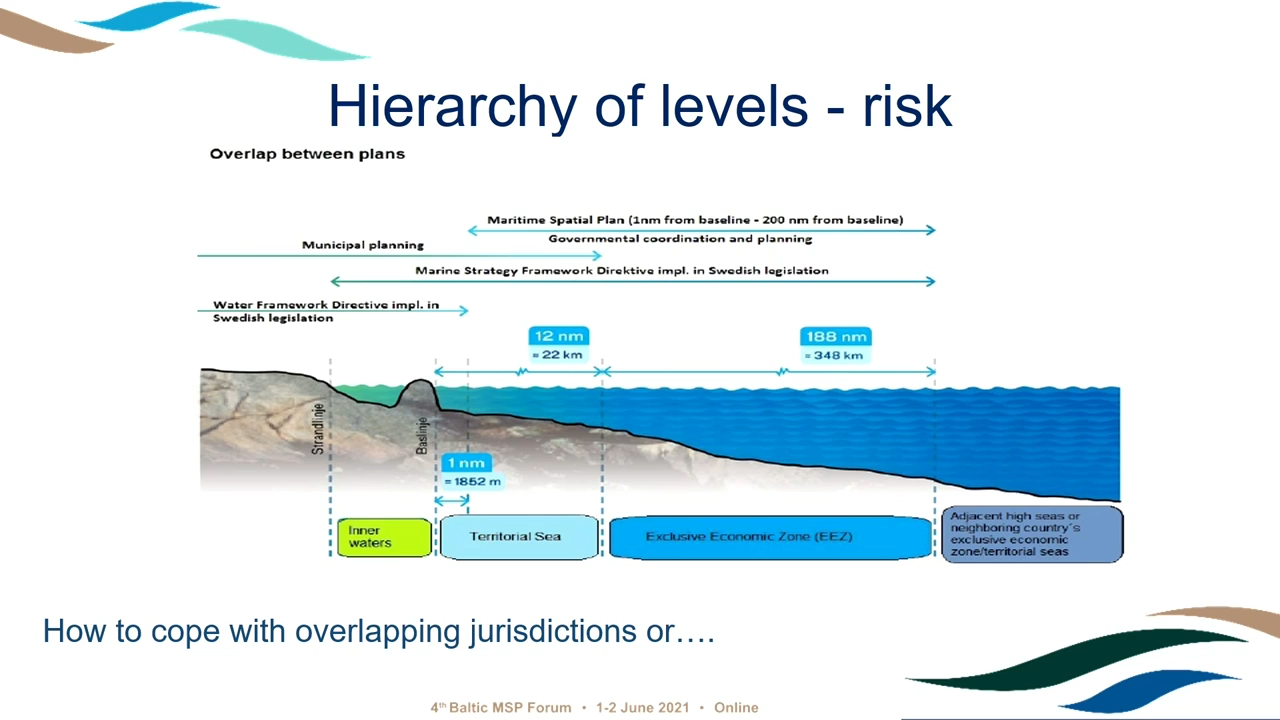 Hierarchy of levels - risk
Overlap between plans
Maritime Spatial Plan (1nm from baseline - 200 nm from baseline)
Governmental coordination and planning
Municipal planning
Marine Strategy Framework Direktive impl. in Swedish legislation
Water Framework Directive impl. in
Swedish legislation
12 nm
= 22 km
188 nm
= 348 km
Strandlinje
Baslinje
1 nm
= 1852 m
Inner
waters
Territorial Sea
Exclusive Economic Zone (EEZ)
Adjacent high seas or
neighboring country´s
exclusive economic
zone/territorial seas
How to cope with overlapping jurisdictions or….
4th Baltic MSP Forum • 1-2 June 2021 • Online